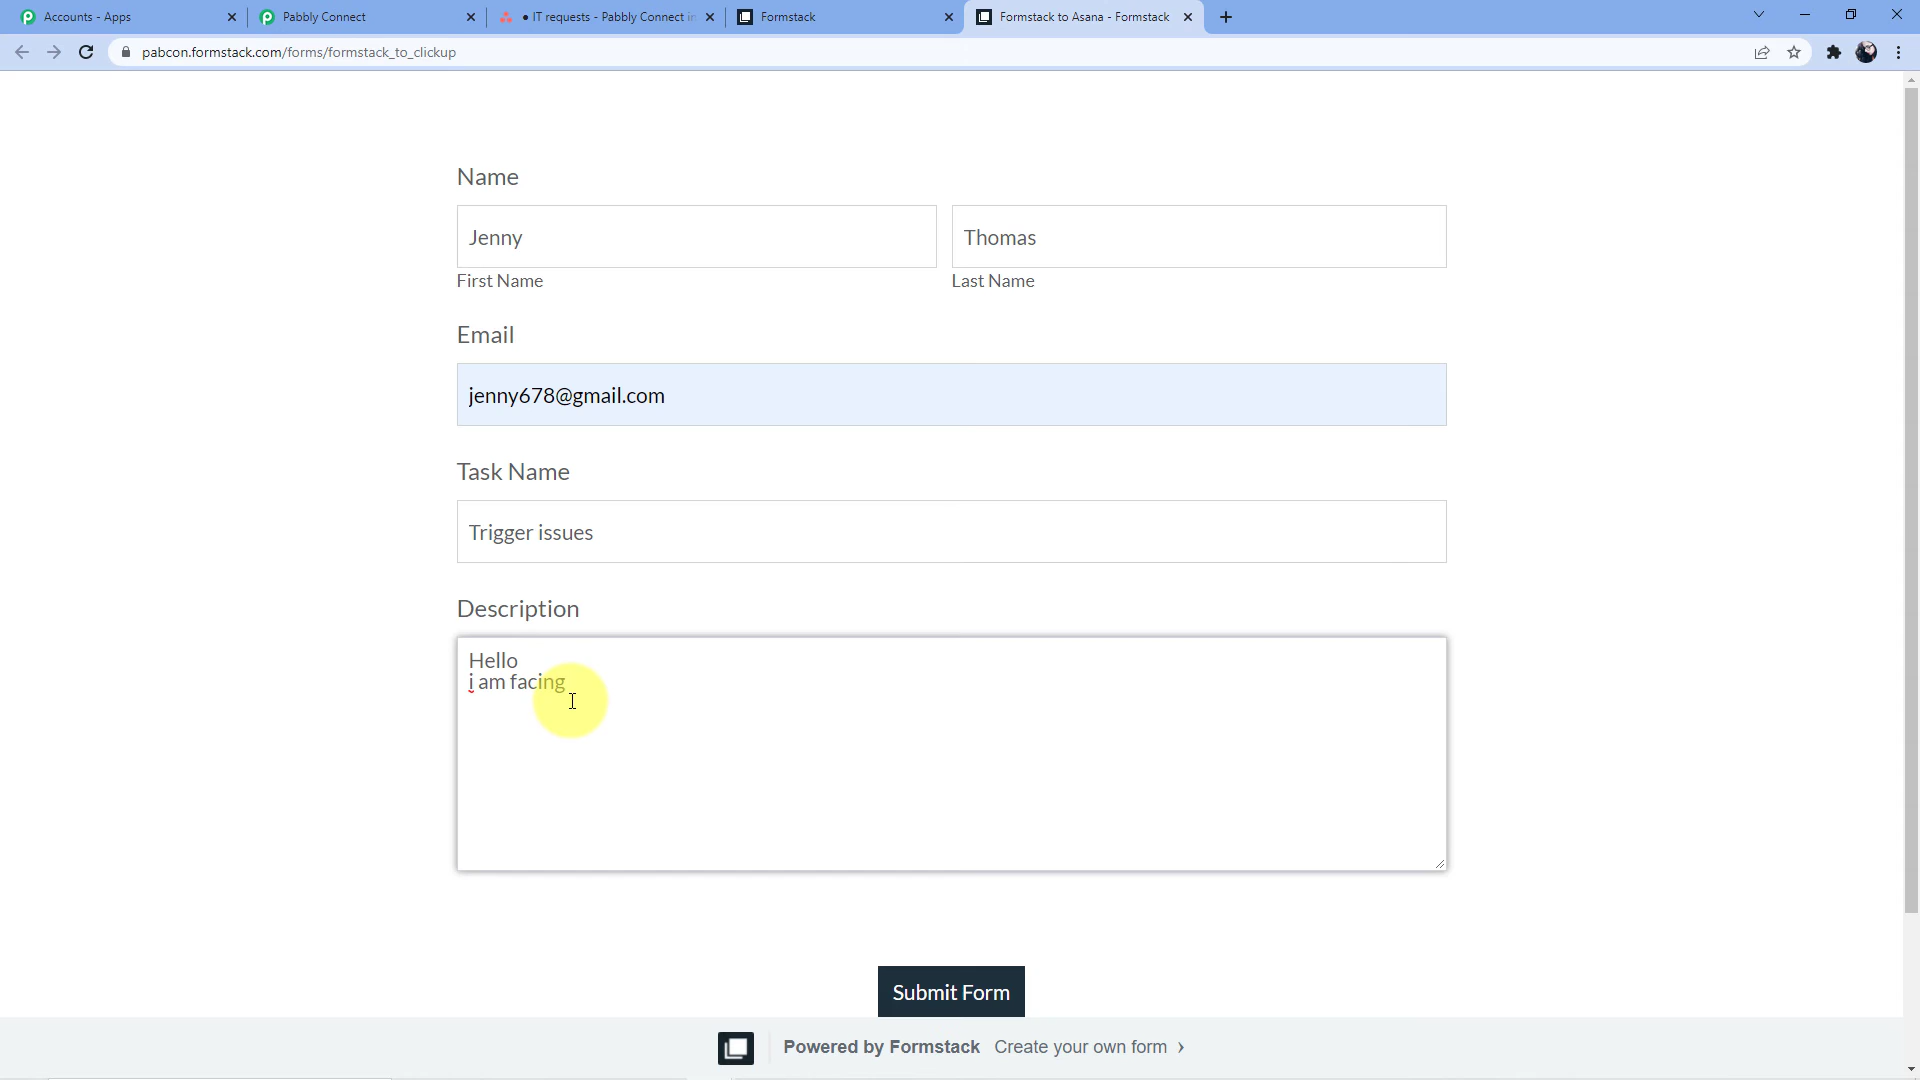 Accounts - Apps
Pabbly Connect
• IT requests - Pabbly Connect in
Formstack
Formstack to Asana - Formstack
pabcon.formstack.com/forms/formstack_to_clickup
Name
Jenny
Thomas
First Name
Last Name
Email
jenny678@gmail.com
Task Name
Trigger issues
Description
Hello
i am facing
Submit Form
Powered by Formstack Create your own form ›